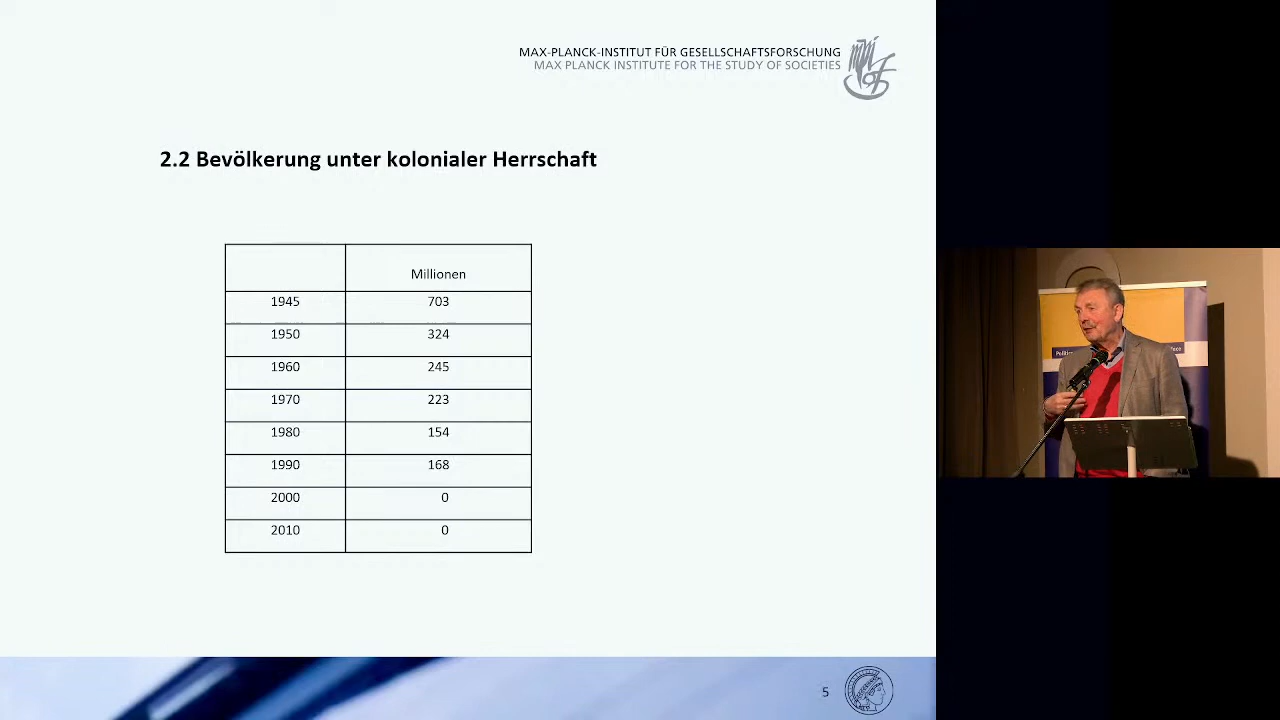 MAX-PLANCK-INSTITUT FÜR GESELLSCHAFTSFORSCHUNG
MAX PLANCK INSTITUTE FOR THE STUDY OF SOCIETIES
2.2 Bevölkerung unter kolonialer Herrschaft
Millionen
1945 703
1950 324
1960 245
1970 223
1980 154
1990 168
2000 0
2010 0
5